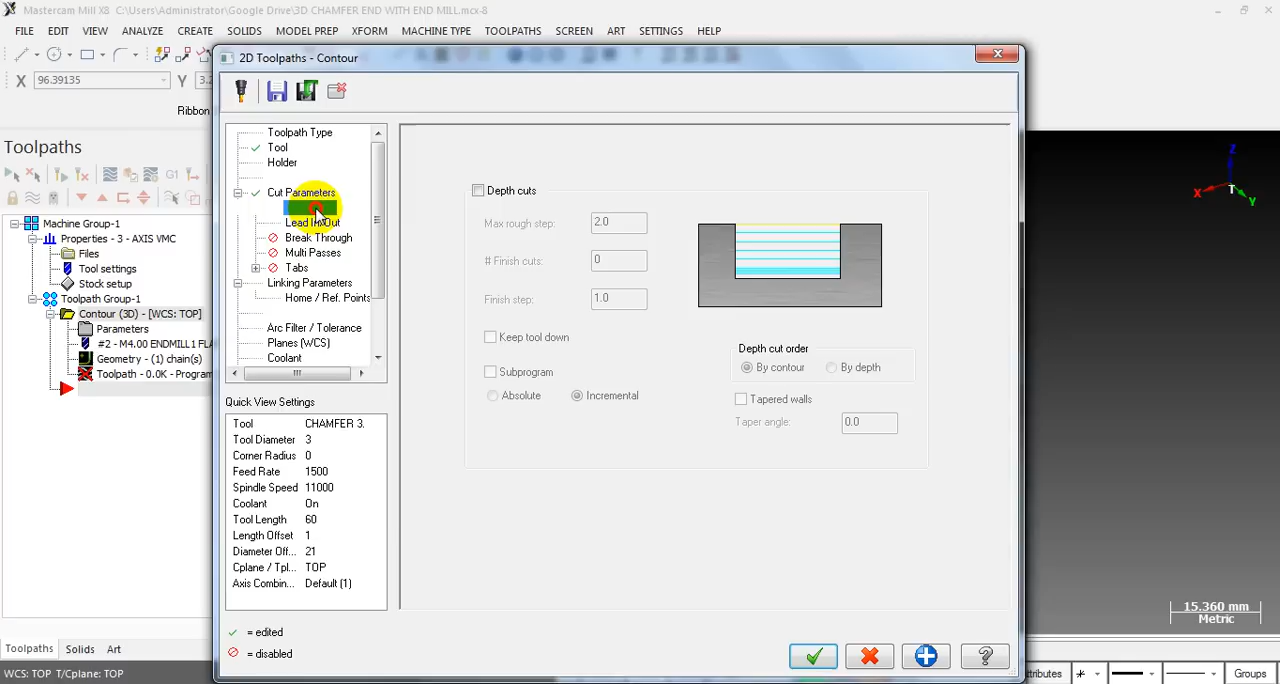 Mastercam Mill X8 C:\Users\Administrator\Google Drive\3D CHAMFER END WITH END MILL.mcx-8
FILE EDIT VIEW ANALYZE CREATE SOLIDS MODEL PREP XFORM MACHINE TYPE TOOLPATHS SCREEN ART SETTINGS HELP
2D Toolpaths - Contour
X 96.39135 Y 3.2
Ribbon
Toolpaths
G1
Machine Group-1
Properties - 3 - AXIS VMC
Files
Tool settings
Stock setup
Toolpath Group-1
Contour (3D) - [WCS: TOP]
Parameters
#2 - M4.00 ENDMILL1 FLA
Geometry - (1) chain(s)
Toolpath - 0.0K - Program
Toolpath Type
Tool
Holder
Cut Parameters
Lead In/Out
Break Through
Multi Passes
Tabs
Linking Parameters
Home / Ref. Points
Arc Filter / Tolerance
Planes (WCS)
Coolant
Quick View Settings
Tool CHAMFER 3.
Tool Diameter 3
Corner Radius 0
Feed Rate 1500
Spindle Speed 11000
Coolant On
Tool Length 60
Length Offset 1
Diameter Off... 21
Cplane / Tpl... TOP
Axis Combin... Default (1)
= edited
= disabled
Depth cuts
Max rough step: 2.0
# Finish cuts: 0
Finish step: 1.0
Keep tool down
Subprogram
Absolute Incremental
Depth cut order
By contour By depth
Tapered walls
Taper angle: 0.0
Z
X T Y
15.360 mm
Metric
Toolpaths Solids Art
WCS: TOP T/Cplane: TOP
ttributes Groups